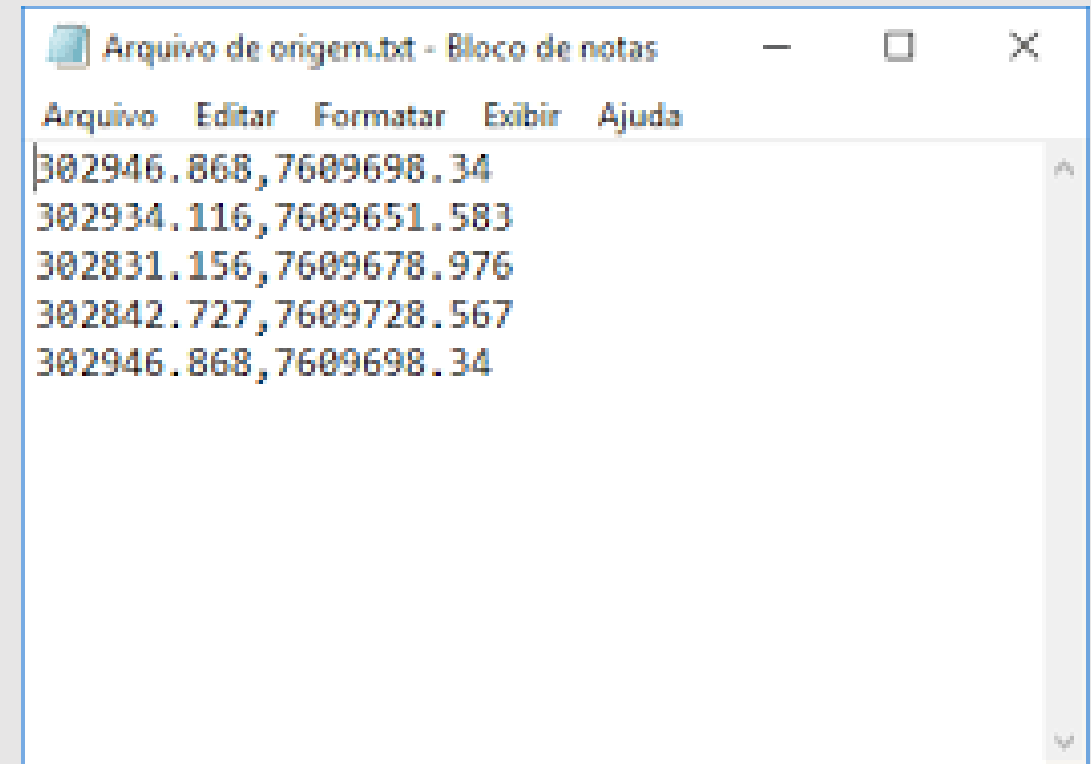 Arquivo de origem.txt - Bloco de notas
Arquivo Editar Formatar Exibir Ajuda
302946.868,7609698.34
302934.116,7609651.583
302831.156,7609678.976
302842.727,7609728.567
302946.868,7609698.34